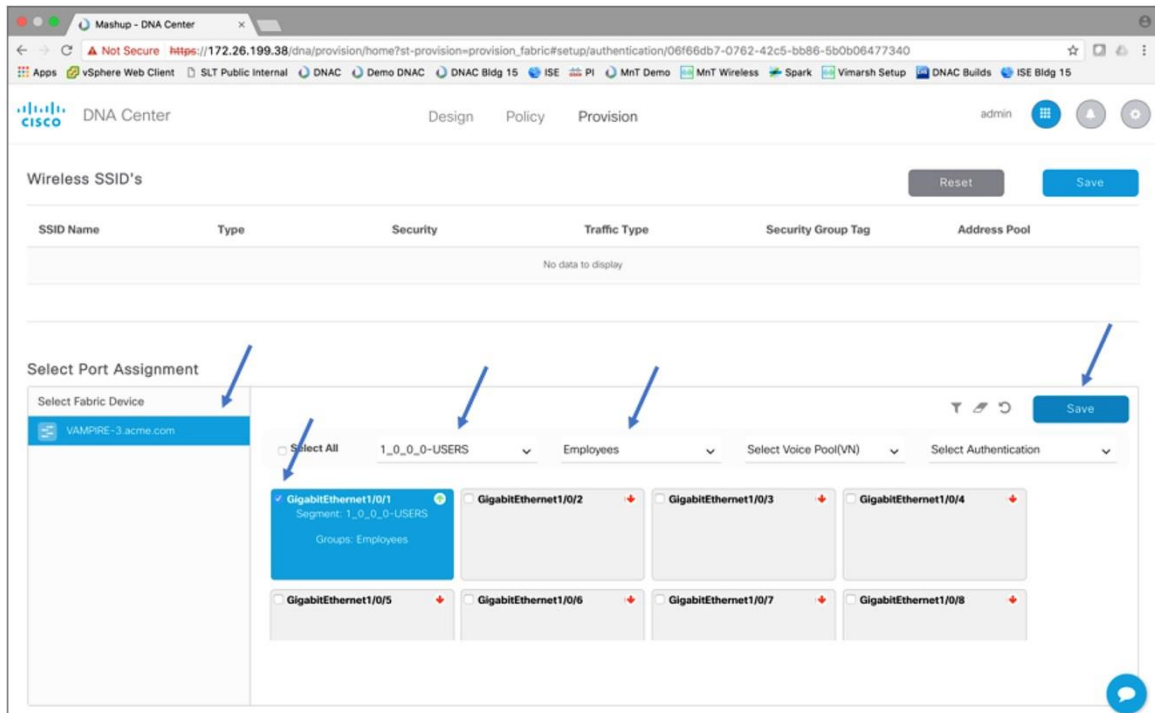 Mashup - DNA Center
Not Secure https://172.26.199.38/dna/provision/home?st-provision=provision_fabric#setup/authentication/06f66db7-0762-42c5-bb86-5b0b06477340
Apps vSphere Web Client SLT Public Internal DNAC Demo DNAC DNAC Bldg 15 ISE PI MnT Demo MnT Wireless Spark Vimarsh Setup DNAC Builds ISE Bldg 15
CISCO DNA Center Design Policy Provision admin
Wireless SSID's Reset Save
SSID Name Type Security Traffic Type Security Group Tag Address Pool
No data to display
Select Port Assignment
Select Fabric Device Save
VAMPIRE-3.acme.com
Select All 1_0_0_0-USERS Employees Select Voice Pool(VN) Select Authentication
GigabitEthernet1/0/1 GigabitEthernet1/0/2 GigabitEthernet1/0/3 GigabitEthernet1/0/4
Segment: 1_0_0_0-USERS
Groups: Employees
GigabitEthernet1/0/5 GigabitEthernet1/0/6 GigabitEthernet1/0/7 GigabitEthernet1/0/8